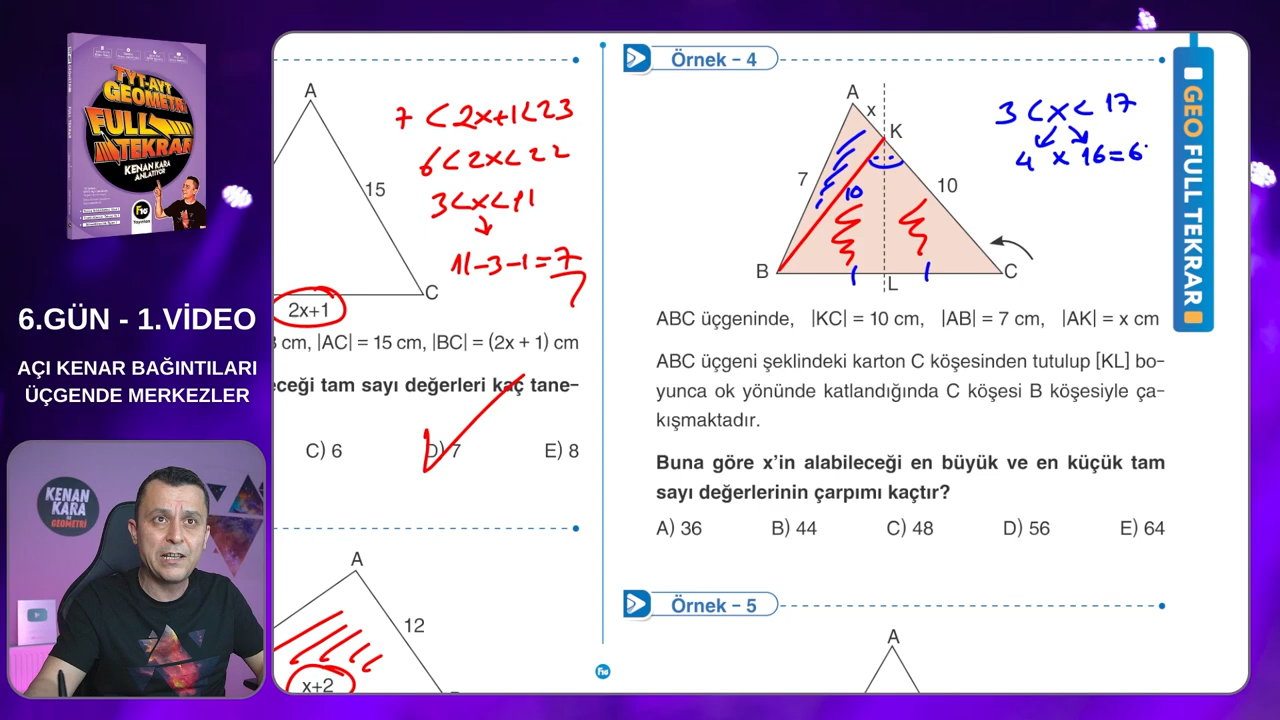 TYT-AYT
GEOMETRİ
FULL
TEKRAR
KENAN KARA
ANLATIYOR
F10
6.GÜN - 1.VİDEO
AÇI KENAR BAĞINTILARI
ÜÇGENDE MERKEZLER
KENAN
KARA
GEOMETRİ
A
15
C
2x+1
7 < 2x+1 < 23
6 < 2x < 22
3 < x < 11
11-3-1=7
cm, |AC| = 15 cm, |BC| = (2x + 1) cm
eceği tam sayı değerleri kaç tane-
C) 6
D) 7
E) 8
A
12
x+2
F10
Örnek – 4
A
x
K
7
10
10
B
L
C
3 < x < 17
4 x 16 = 6
ABC üçgeninde, |KC| = 10 cm, |AB| = 7 cm, |AK| = x cm
ABC üçgeni şeklindeki karton C köşesinden tutulup [KL] bo-
yunca ok yönünde katlandığında C köşesi B köşesiyle ça-
kışmaktadır.
Buna göre x’in alabileceği en büyük ve en küçük tam
sayı değerlerinin çarpımı kaçtır?
A) 36
B) 44
C) 48
D) 56
E) 64
Örnek – 5
A
GEO FULL TEKRAR